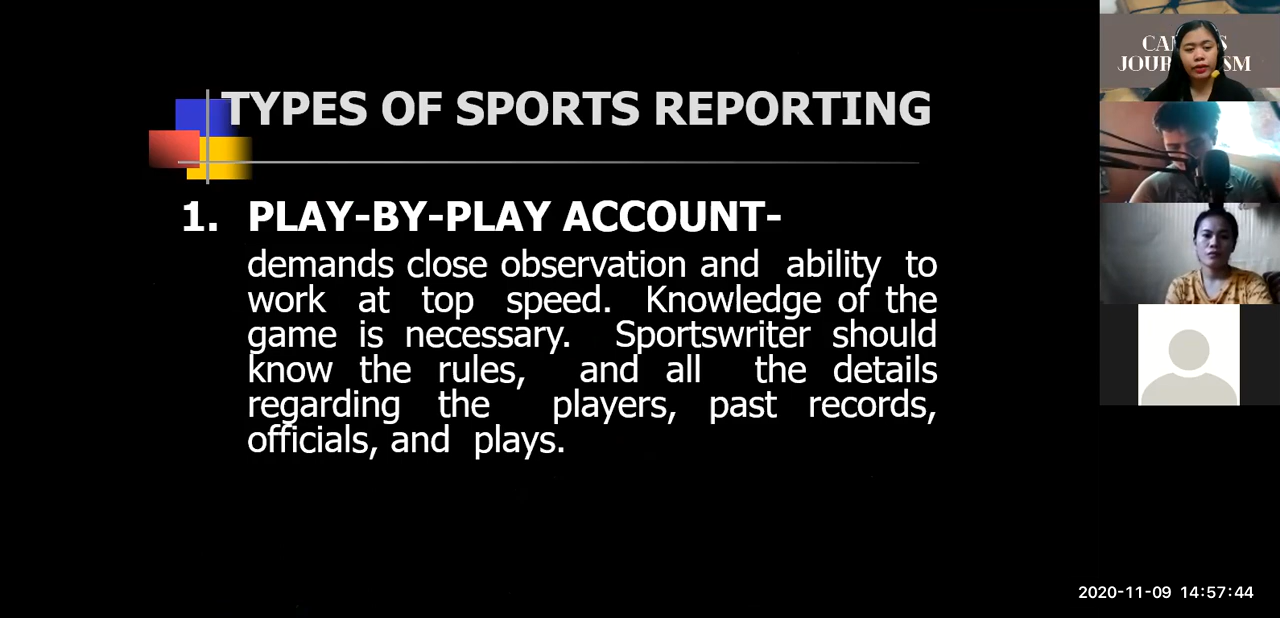 TYPES OF SPORTS REPORTING
1. PLAY-BY-PLAY ACCOUNT-
demands close observation and ability to
work at top speed. Knowledge of the
game is necessary. Sportswriter should
know the rules, and all the details
regarding the players, past records,
officials, and plays.
2020-11-09 14:57:44